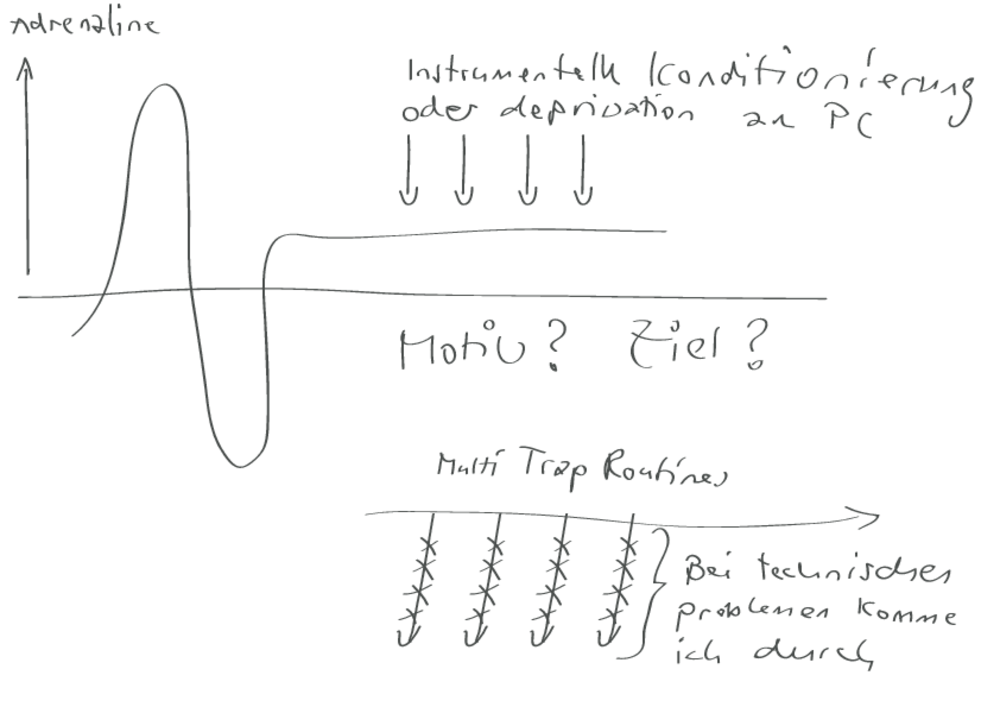 Adrenaline
Instrumentelle Konditionierung
oder deprivation an PC
Motiv? Ziel?
Multi Trap Routines
Bei technischen
problemen komme
ich durch